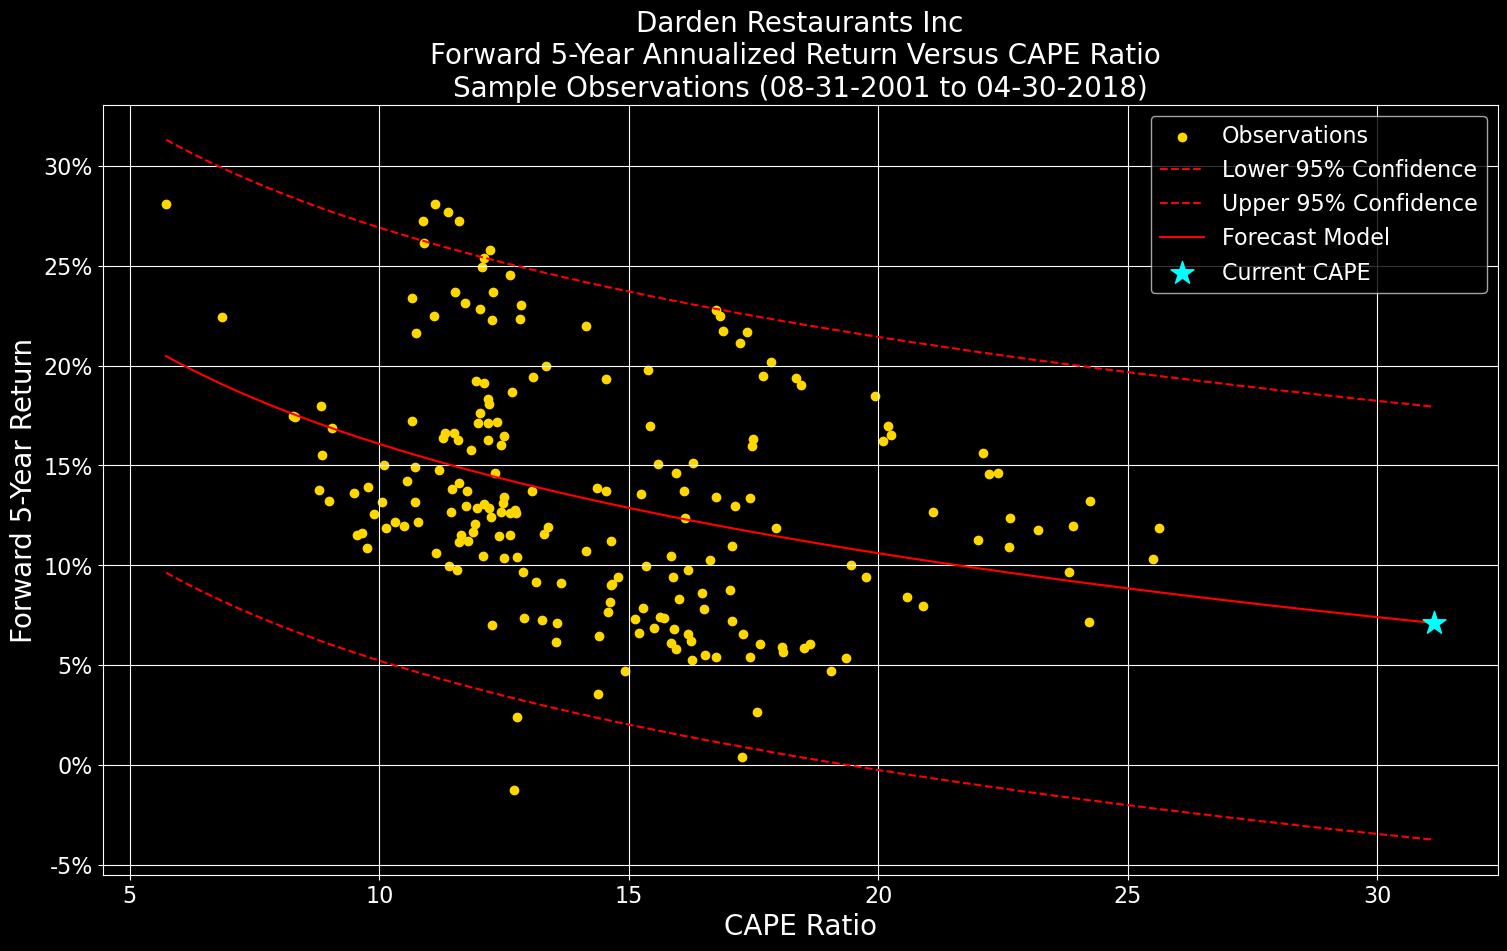 Darden Restaurants Inc
Forward 5-Year Annualized Return Versus CAPE Ratio
Sample Observations (08-31-2001 to 04-30-2018)
Observations
Lower 95% Confidence
Upper 95% Confidence
Forecast Model
Current CAPE
Forward 5-Year Return
30%
25%
20%
15%
10%
5%
0%
-5%
5
10
15
20
25
30
CAPE Ratio